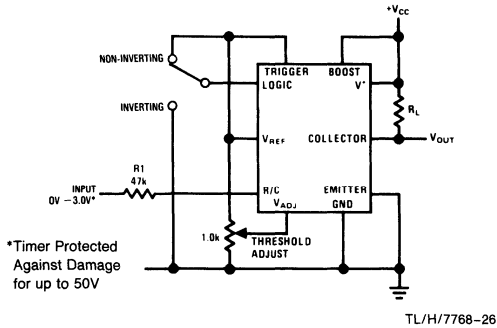 +VCC
NON-INVERTING
TRIGGER
BOOST
LOGIC
V+
RL
INVERTING
VREF
COLLECTOR
VOUT
R1
47k
INPUT
0V –3.0V*
R/C
EMITTER
VADJ
GND
1.0k
THRESHOLD
ADJUST
*Timer Protected
Against Damage
for up to 50V
TL/H/7768–26